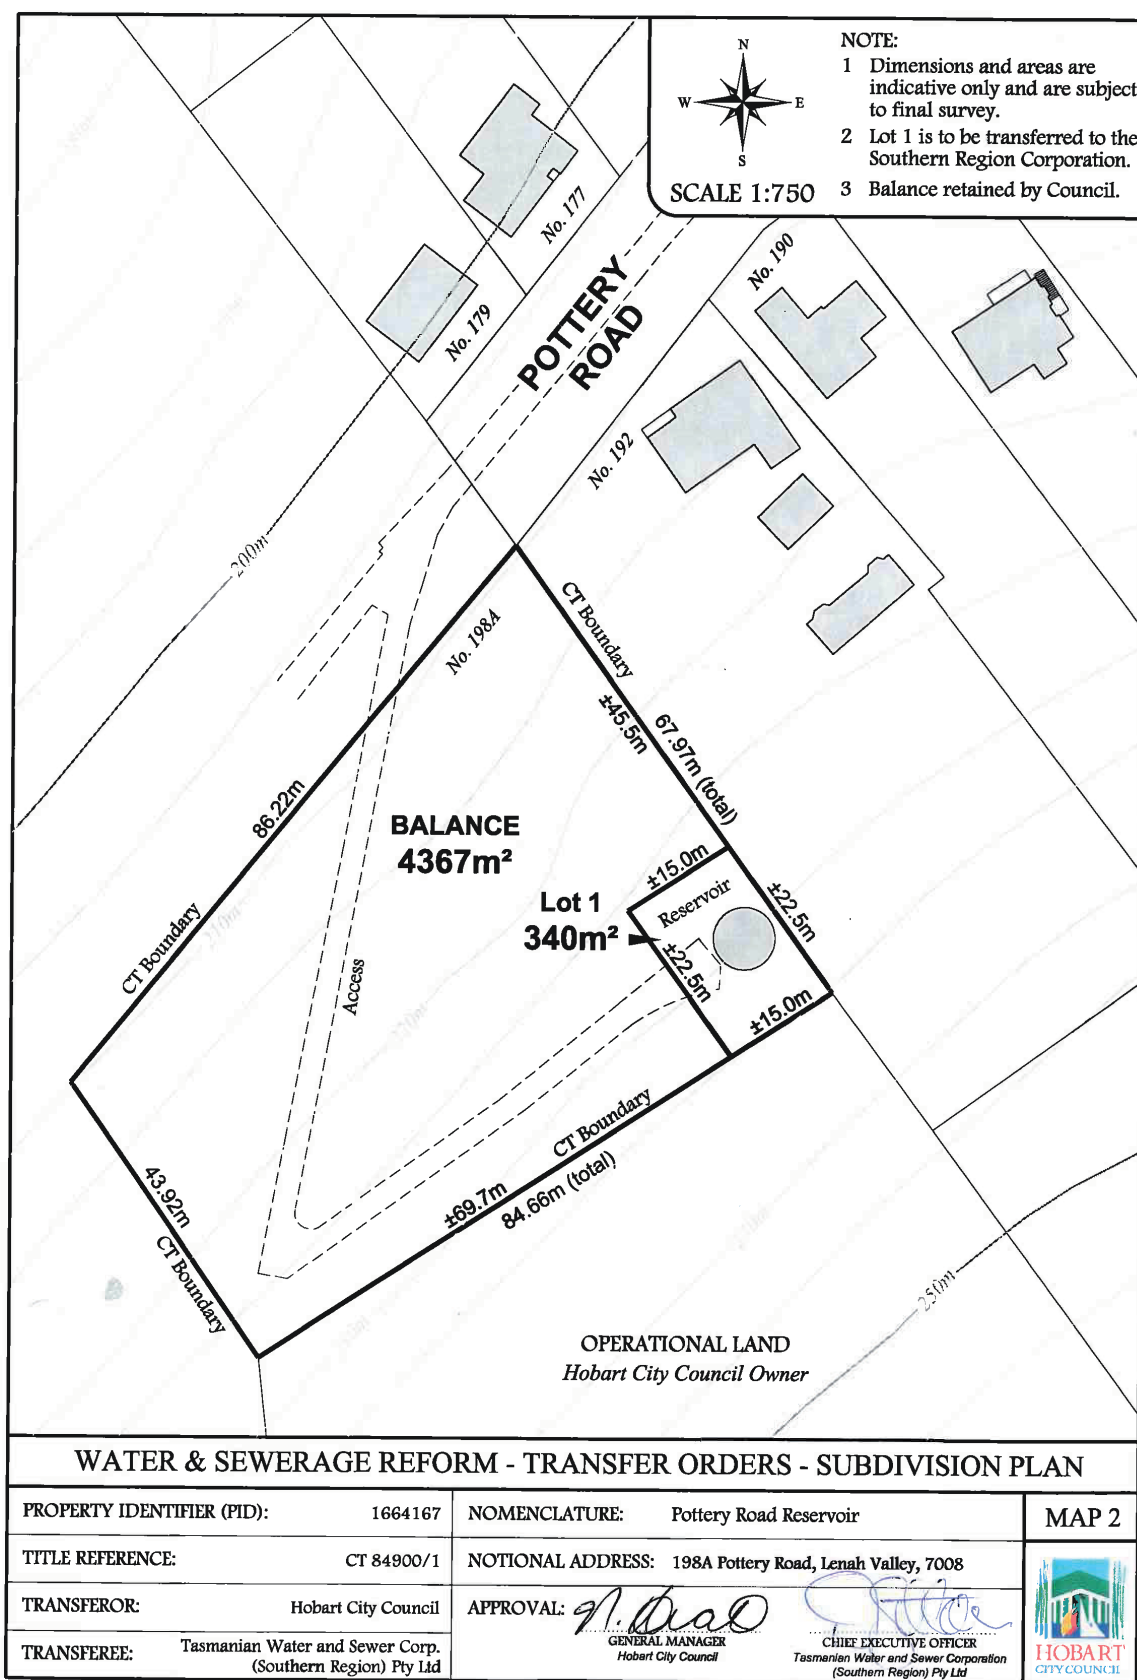 N
W
E
S
SCALE 1:750
NOTE:
1 Dimensions and areas are
indicative only and are subject
to final survey.
2 Lot 1 is to be transferred to the
Southern Region Corporation.
3 Balance retained by Council.
No. 177
No. 179
POTTERY
ROAD
No. 190
No. 192
200m
No. 198A
CT Boundary
±45.5m
67.97m (total)
86.22m
BALANCE
4367m²
±15.0m
Lot 1
340m²
Reservoir
±22.5m
±22.5m
±15.0m
CT Boundary
210m
Access
220m
CT Boundary
±69.7m
84.66m (total)
43.92m
CT Boundary
250m
OPERATIONAL LAND
Hobart City Council Owner
WATER & SEWERAGE REFORM - TRANSFER ORDERS - SUBDIVISION PLAN
PROPERTY IDENTIFIER (PID): 1664167
NOMENCLATURE: Pottery Road Reservoir
MAP 2
TITLE REFERENCE: CT 84900/1
NOTIONAL ADDRESS: 198A Pottery Road, Lenah Valley, 7008
TRANSFEROR: Hobart City Council
APPROVAL:
GENERAL MANAGER
Hobart City Council
CHIEF EXECUTIVE OFFICER
Tasmanian Water and Sewer Corporation
(Southern Region) Pty Ltd
TRANSFEREE: Tasmanian Water and Sewer Corp.
(Southern Region) Pty Ltd
HOBART
CITY COUNCIL